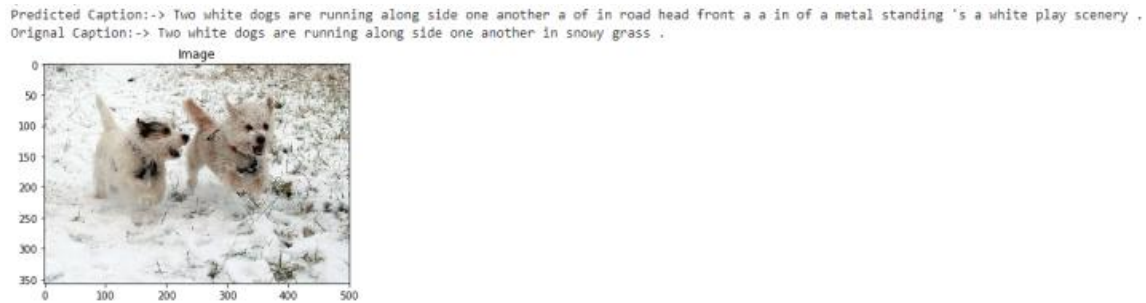 Predicted Caption:-> Two white dogs are running along side one another a of in road head front a a in of a metal standing 's a white play scenery .
Orignal Caption:-> Two white dogs are running along side one another in snowy grass .
Image
0
50
100
150
200
250
300
350
0 100 200 300 400 500